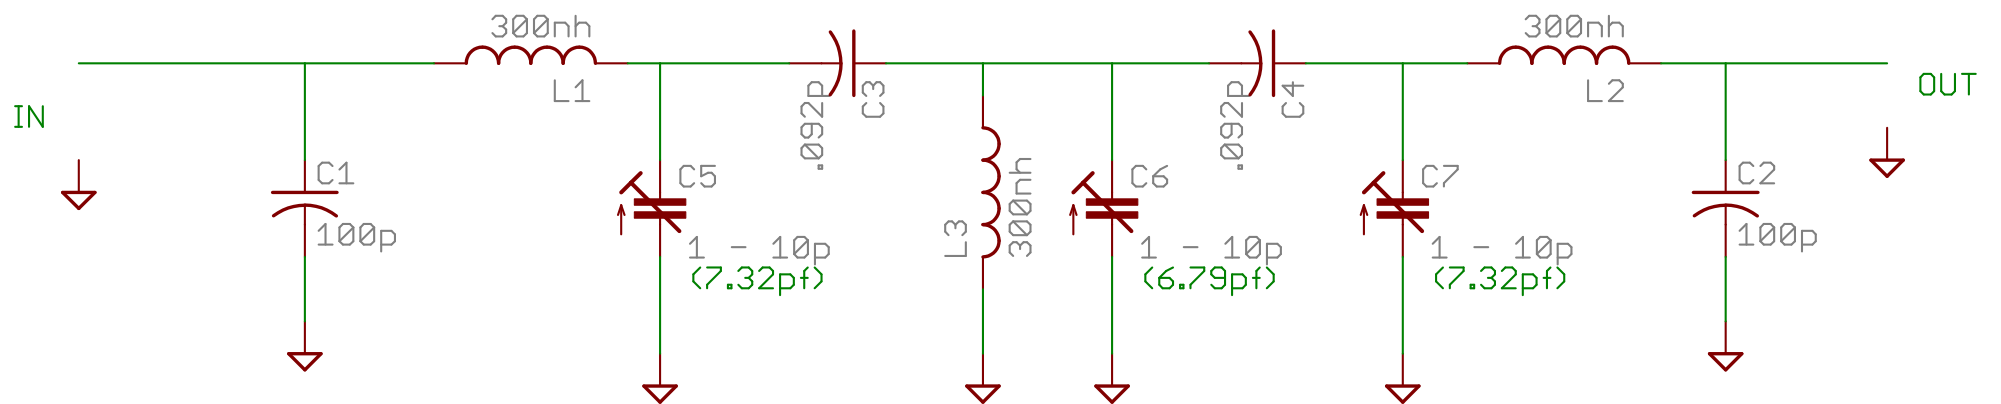 300nh
300nh
L1
L2
.092p
C3
.092p
C4
IN
OUT
C1
100p
C5
1 - 10p
(7.32pf)
L3
300nh
C6
1 - 10p
(6.79pf)
C7
1 - 10p
(7.32pf)
C2
100p